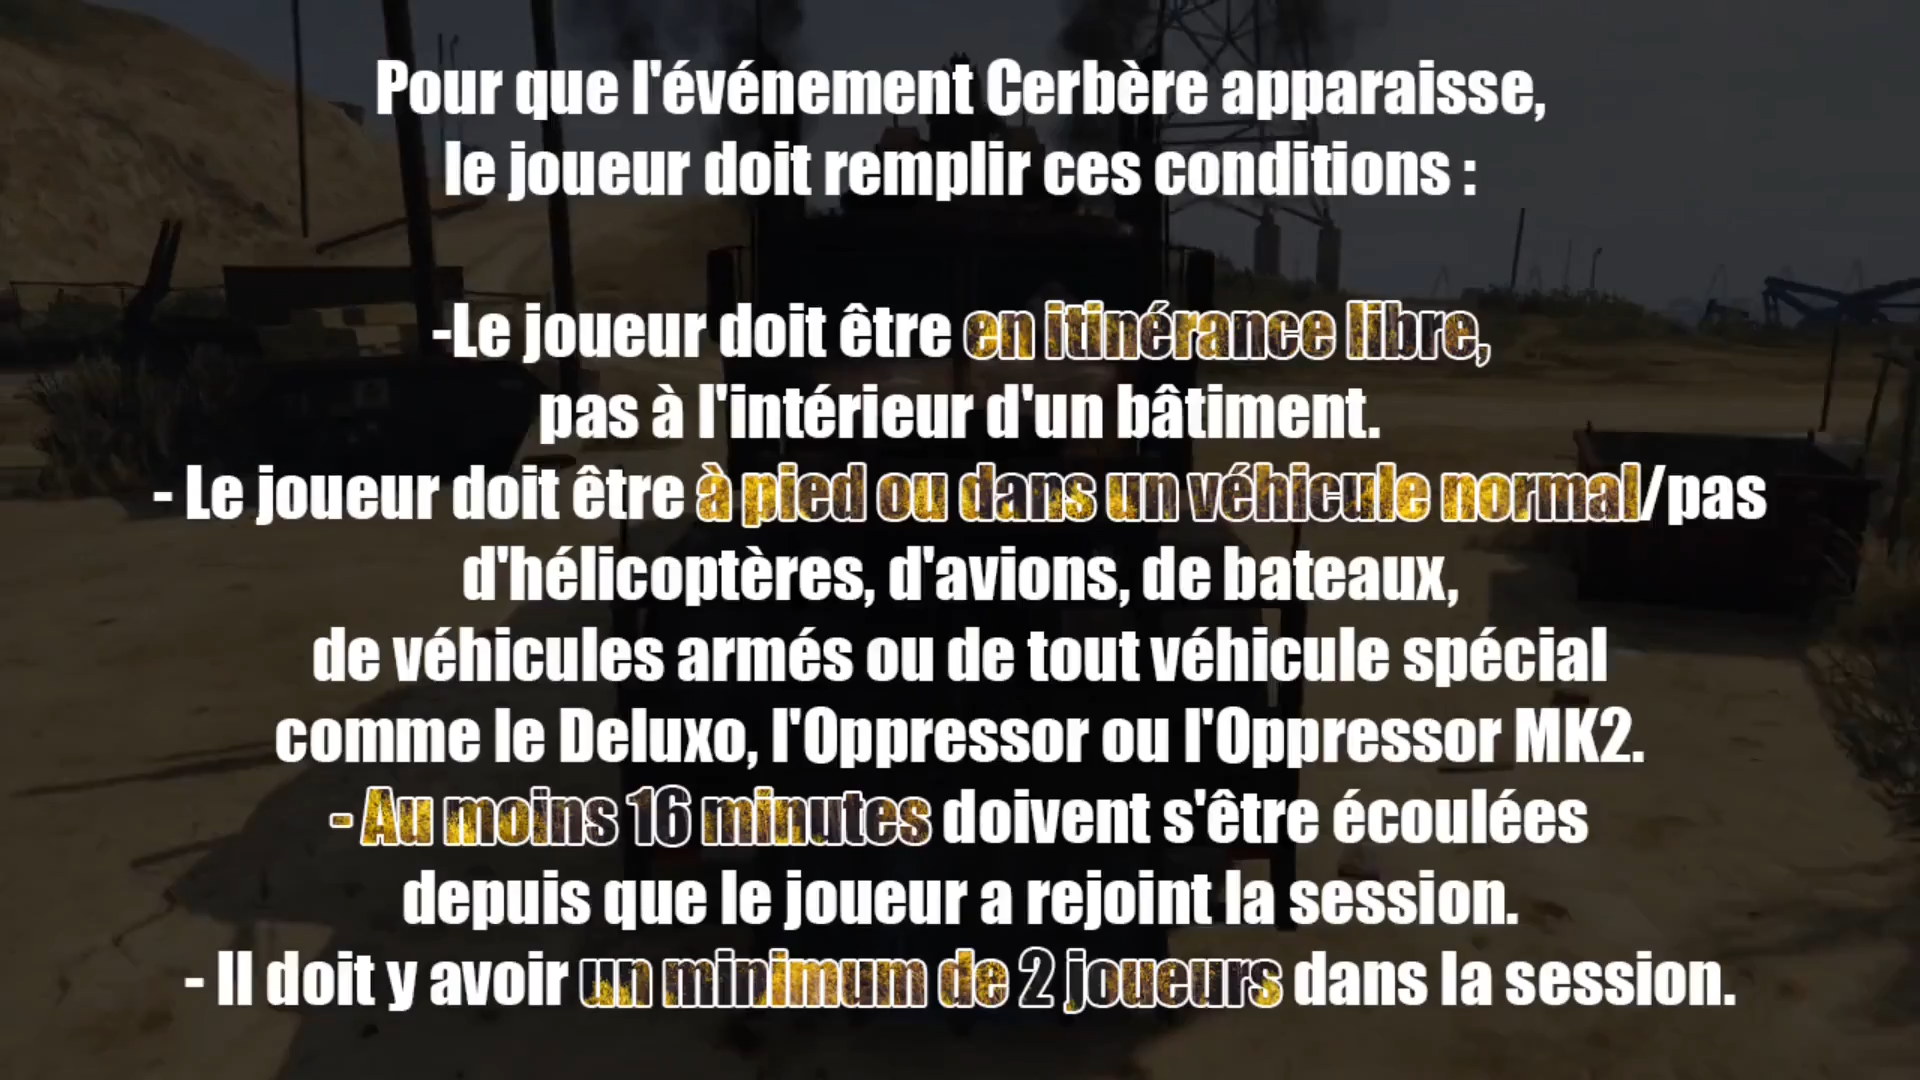 Pour que l'événement Cerbère apparaisse,
le joueur doit remplir ces conditions :
-Le joueur doit être en itinérance libre,
pas à l'intérieur d'un bâtiment.
- Le joueur doit être à pied ou dans un véhicule normal/pas
d'hélicoptères, d'avions, de bateaux,
de véhicules armés ou de tout véhicule spécial
comme le Deluxo, l'Oppressor ou l'Oppressor MK2.
- Au moins 16 minutes doivent s'être écoulées
depuis que le joueur a rejoint la session.
- Il doit y avoir un minimum de 2 joueurs dans la session.